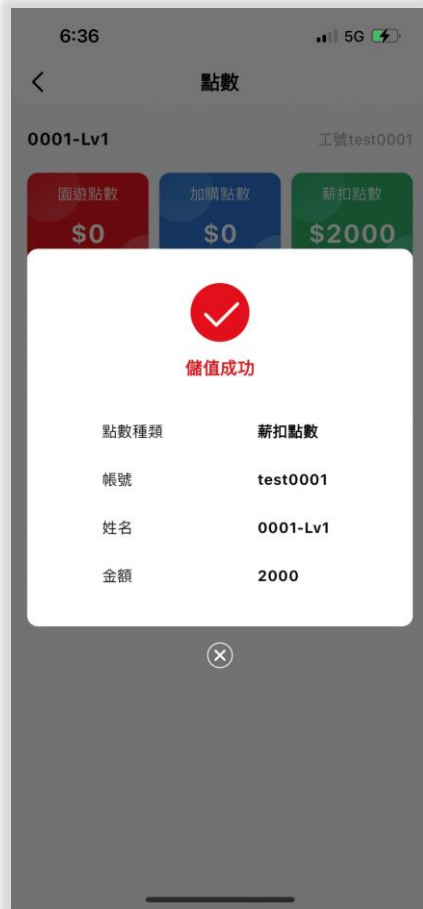 6:36 5G
點數
0001-Lv1 工號test0001
園遊點數 加購點數 薪扣點數
$0 $0 $2000
儲值成功
點數種類 薪扣點數
帳號 test0001
姓名 0001-Lv1
金額 2000